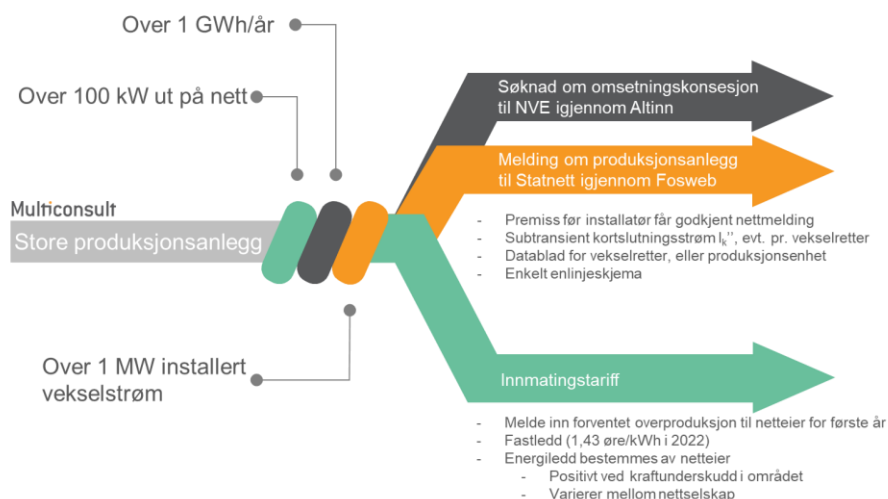 Over 1 GWh/år
Over 100 kW ut på nett
Multiconsult
Store produksjonsanlegg
Over 1 MW installert
vekselstrøm
Søknad om omsetningskonsesjon
til NVE igjennom Altinn
Melding om produksjonsanlegg
til Statnett igjennom Fosweb
- Premiss før installatør får godkjent nettmelding
- Subtransient kortslutningsstrøm Ik’’, evt. pr. vekselretter
- Datablad for vekselretter, eller produksjonsenhet
- Enkelt enlinjeskjema
Innmatingstariff
- Melde inn forventet overproduksjon til netteier for første år
- Fastledd (1,43 øre/kWh i 2022)
- Energiledd bestemmes av netteier
- Positivt ved kraftunderskudd i området
- Varierer mellom nettselskap